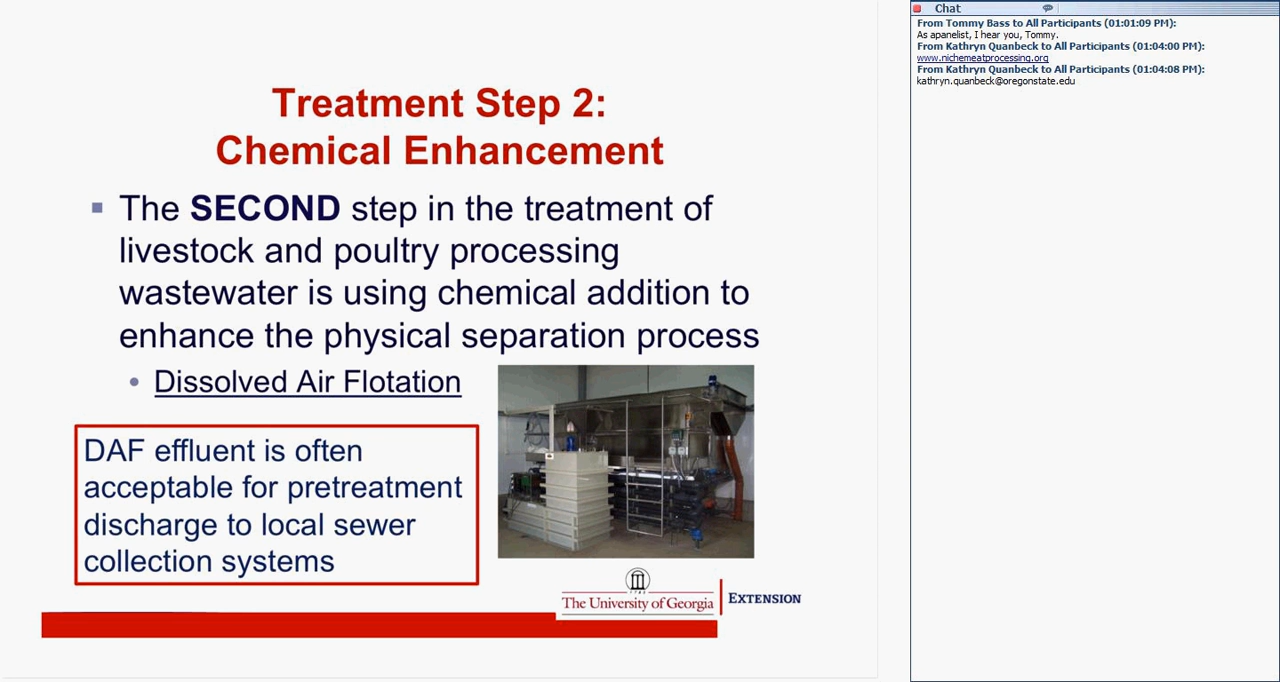 Treatment Step 2:
Chemical Enhancement
The SECOND step in the treatment of
livestock and poultry processing
wastewater is using chemical addition to
enhance the physical separation process
Dissolved Air Flotation
DAF effluent is often
acceptable for pretreatment
discharge to local sewer
collection systems
The University of Georgia
EXTENSION
Chat
From Tommy Bass to All Participants (01:01:09 PM):
As apanelist, I hear you, Tommy.
From Kathryn Quanbeck to All Participants (01:04:00 PM):
www.nichemeatprocessing.org
From Kathryn Quanbeck to All Participants (01:04:08 PM):
kathryn.quanbeck@oregonstate.edu